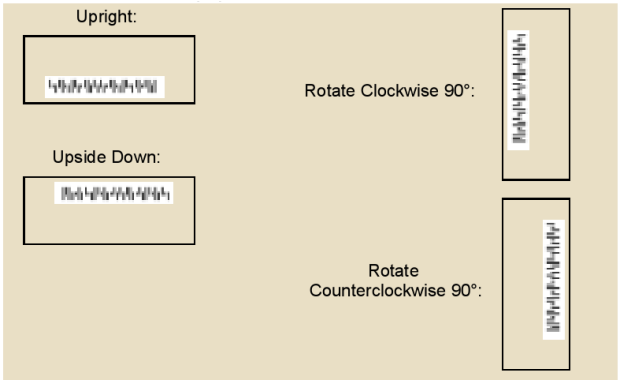 Upright:
Rotate Clockwise 90°:
Upside Down:
Rotate
Counterclockwise 90°: